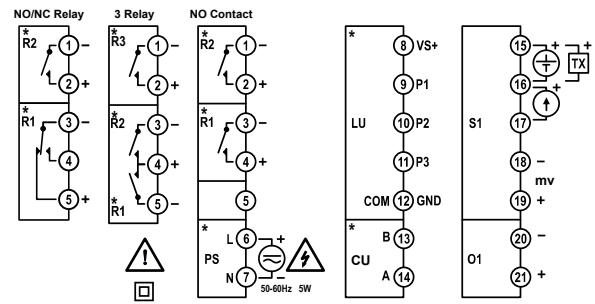 NO/NC Relay
* R2 1 −
2 +
* R1 3 −
4
5 +
3 Relay
* R3 1 −
2 +
* R2 3 −
4 +
* R1 5 −
NO Contact
* R2 1 −
2 +
* R1 3 −
4 +
5
* PS
L 6 +
N 7 −
50-60Hz 5W
!
* LU
8 VS+
9 P1
10 P2
11 P3
COM 12 GND
* CU
B 13
A 14
S1
15 + + TX
16 +
17
18 −
mv
19 +
O1
20 −
21 +